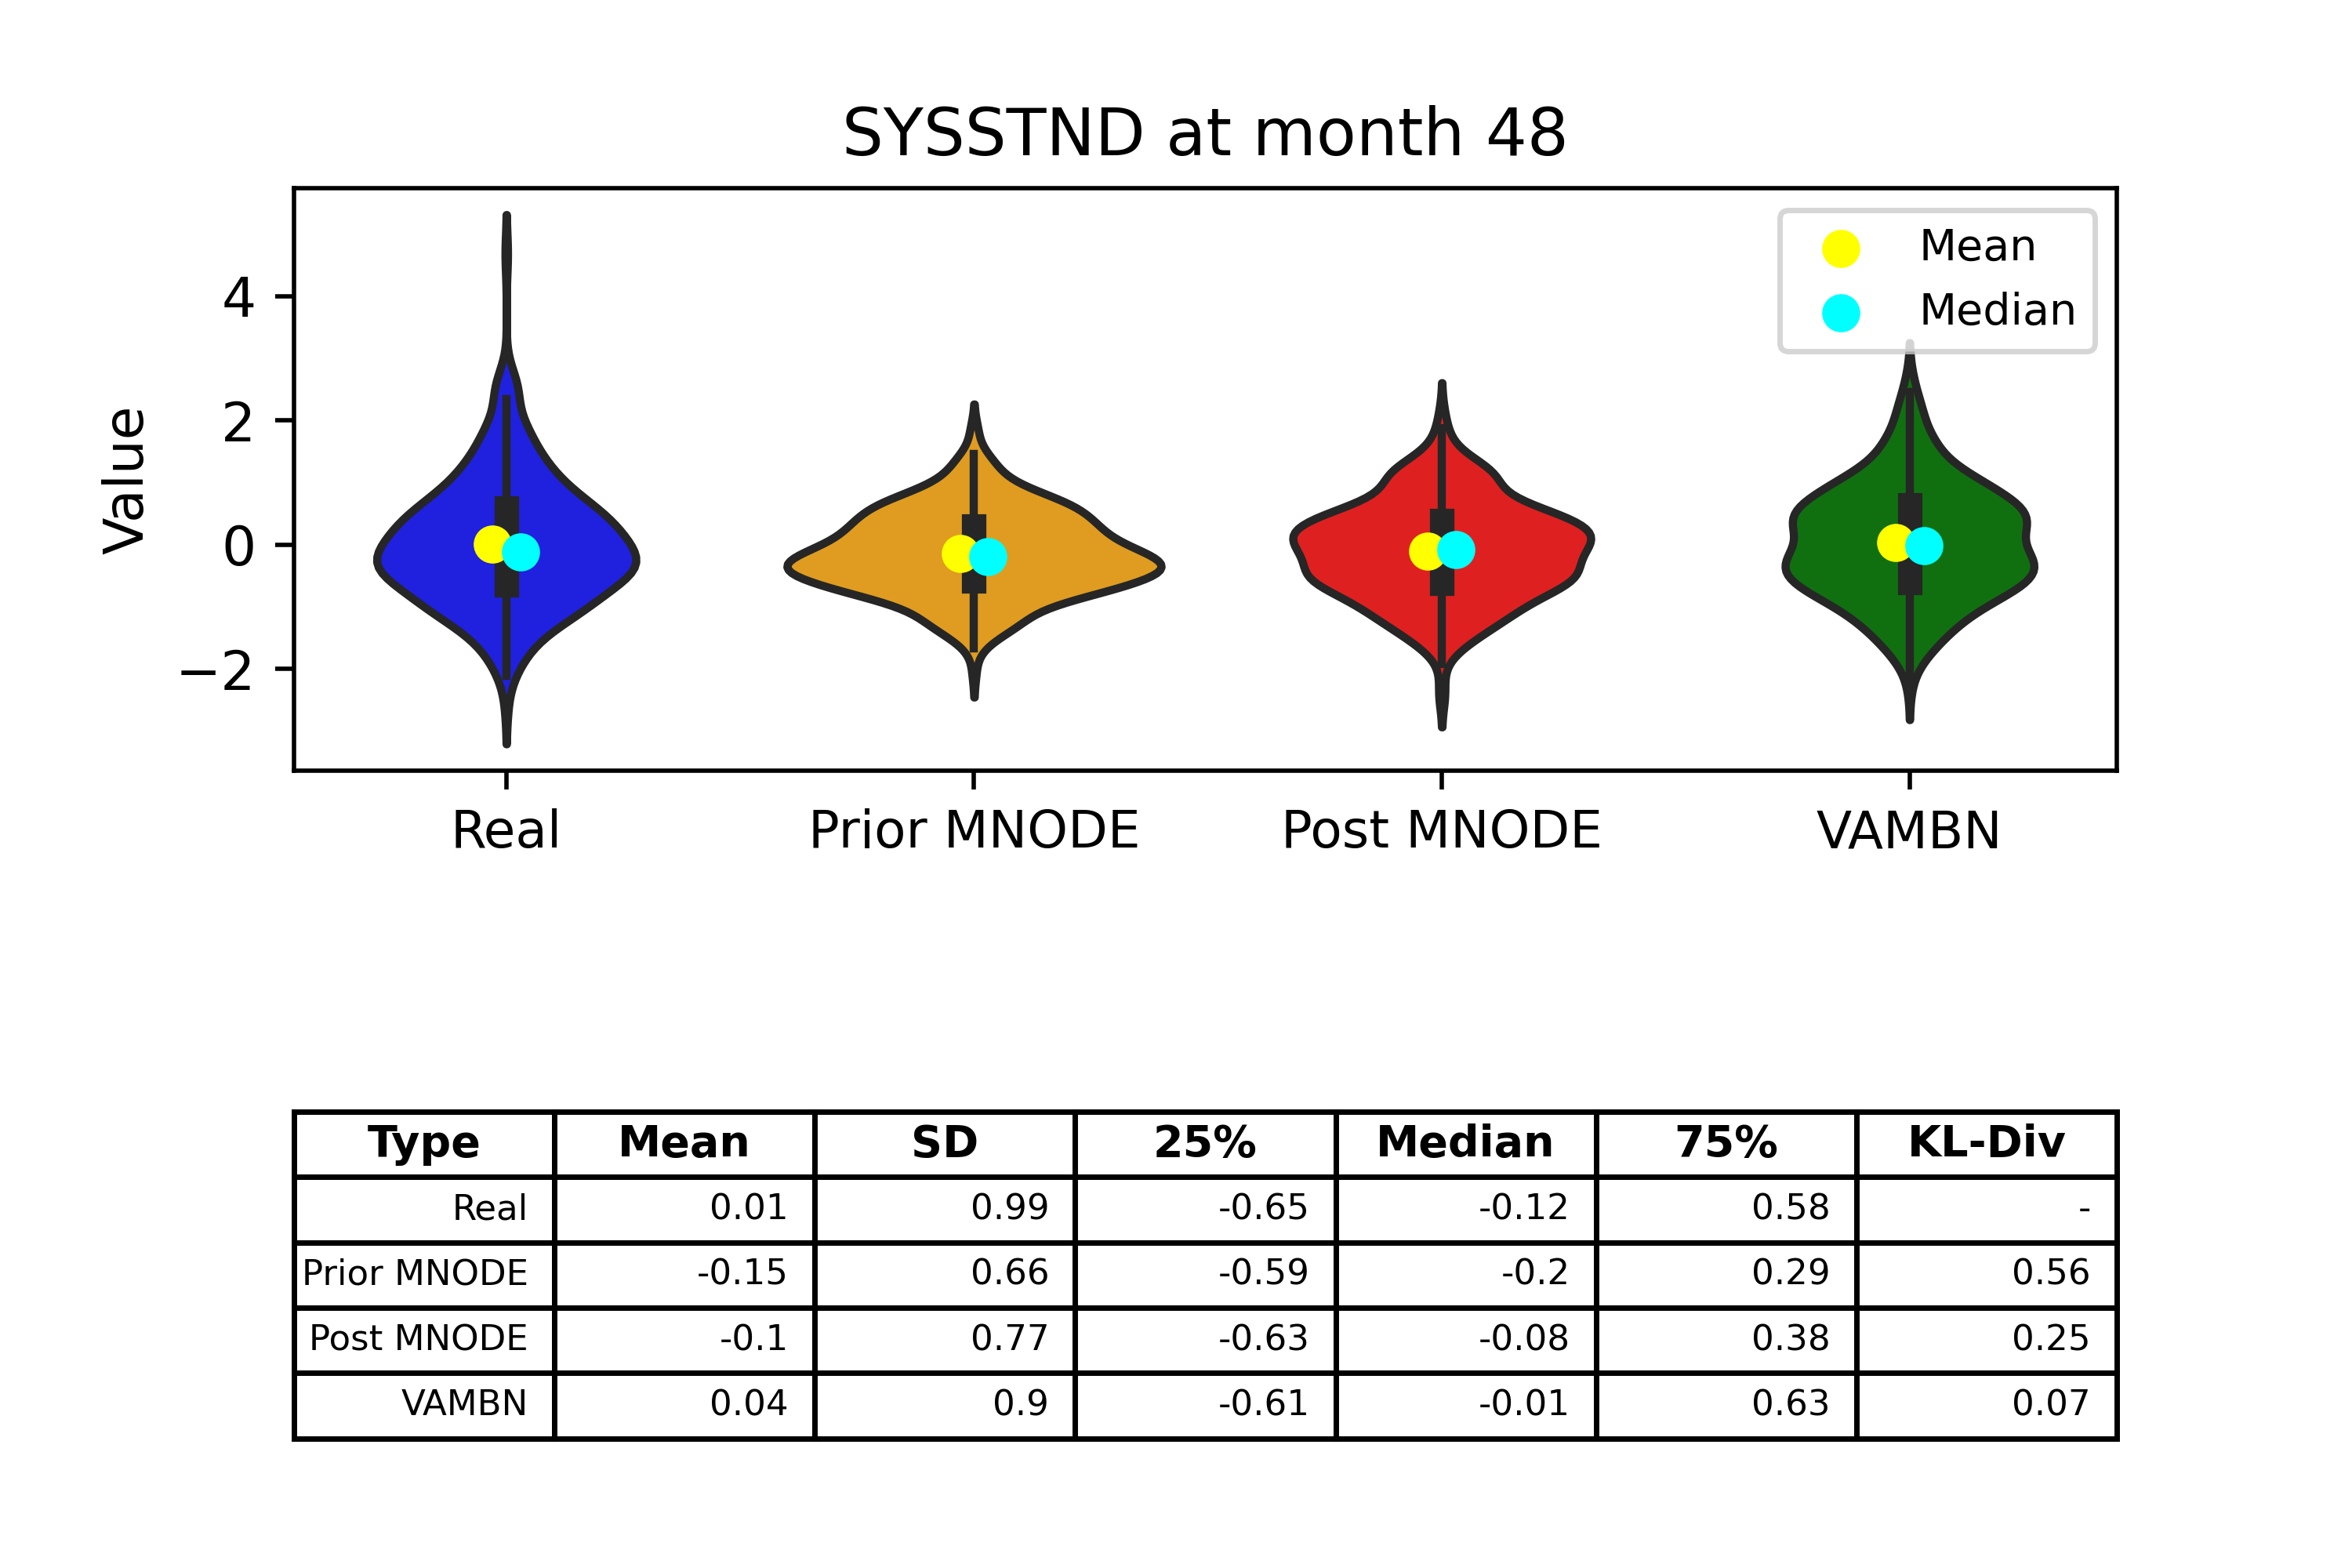 SYSSTND at month 48
Mean
Median
Value
4
2
0
−2
Real Prior MNODE Post MNODE VAMBN
Type Mean SD 25% Median 75% KL-Div
Real 0.01 0.99 -0.65 -0.12 0.58 -
Prior MNODE -0.15 0.66 -0.59 -0.2 0.29 0.56
Post MNODE -0.1 0.77 -0.63 -0.08 0.38 0.25
VAMBN 0.04 0.9 -0.61 -0.01 0.63 0.07